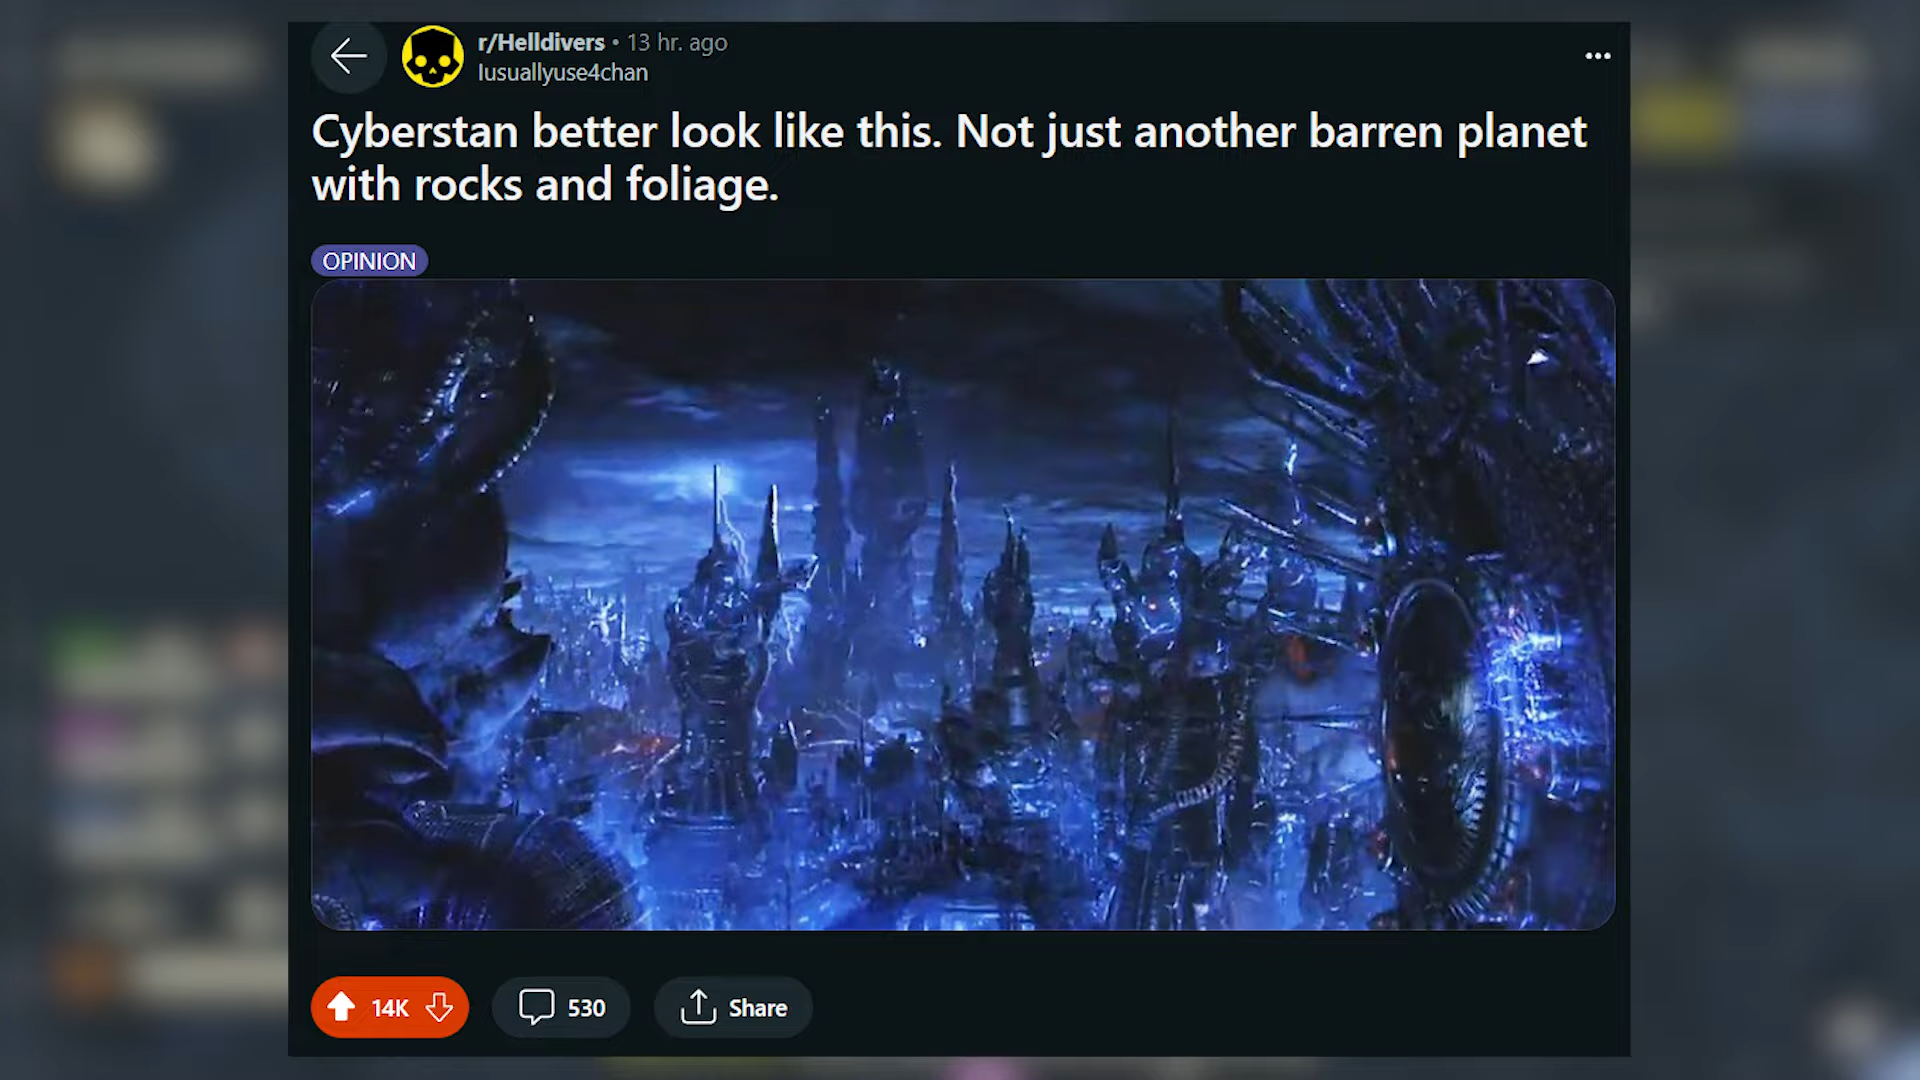 r/Helldivers • 13 hr. ago
Iusuallyuse4chan
Cyberstan better look like this. Not just another barren planet
with rocks and foliage.
OPINION
14K
530
Share